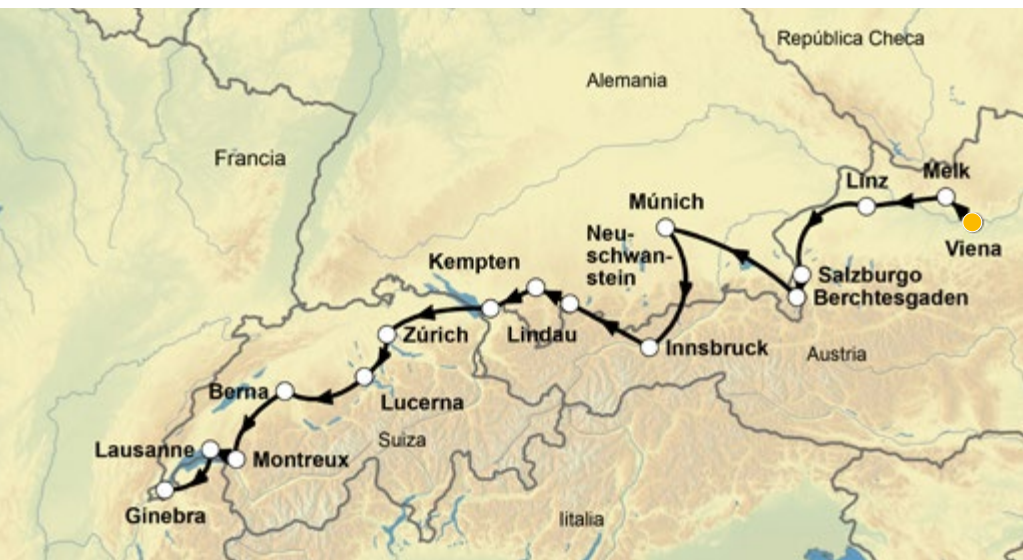 República Checa
Alemania
Francia
Melk
Linz
Múnich
Neu-
schwan-
stein
Viena
Kempten
Salzburgo
Berchtesgaden
Zúrich
Lindau
Innsbruck
Austria
Berna
Lucerna
Suiza
Lausanne
Montreux
Ginebra
Iitalia